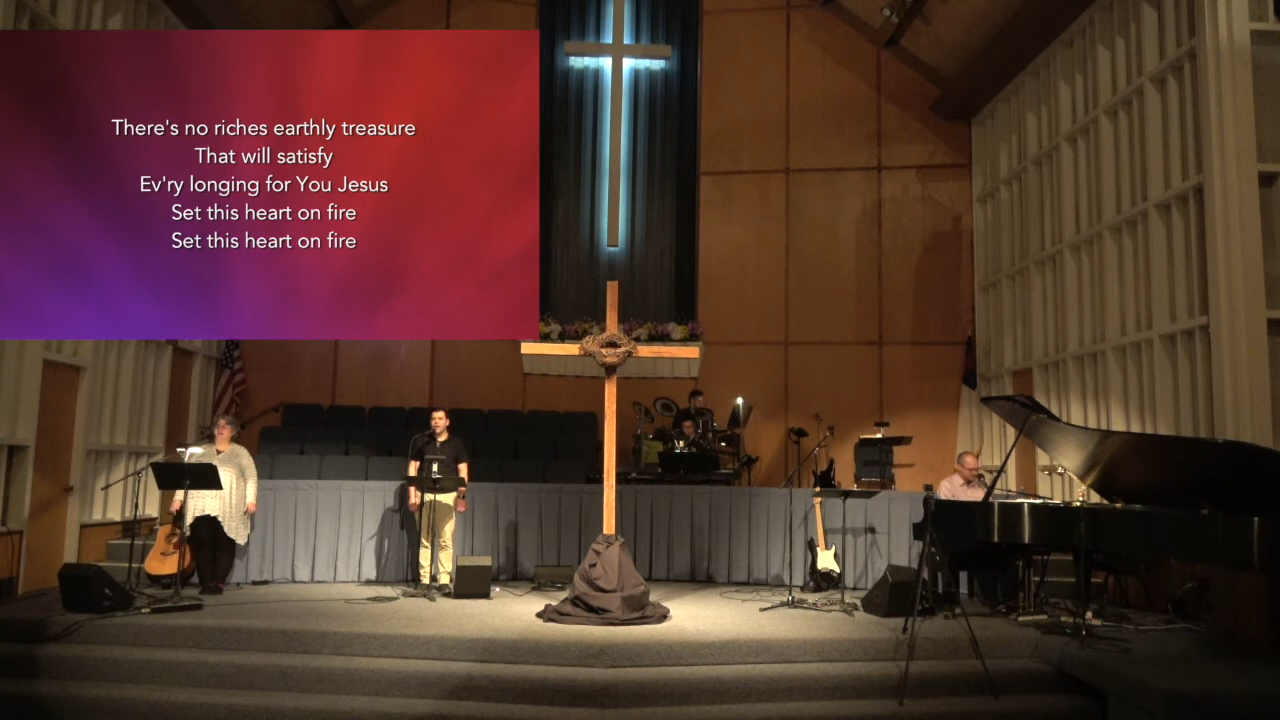 There's no riches earthly treasure
That will satisfy
Ev'ry longing for You Jesus
Set this heart on fire
Set this heart on fire